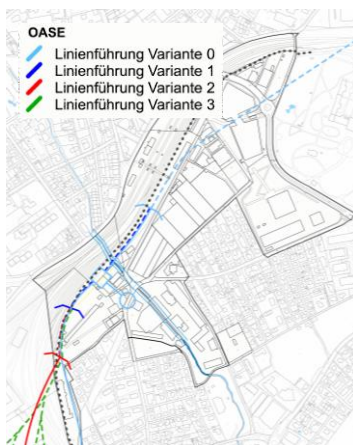 OASE
Linienführung Variante 0
Linienführung Variante 1
Linienführung Variante 2
Linienführung Variante 3